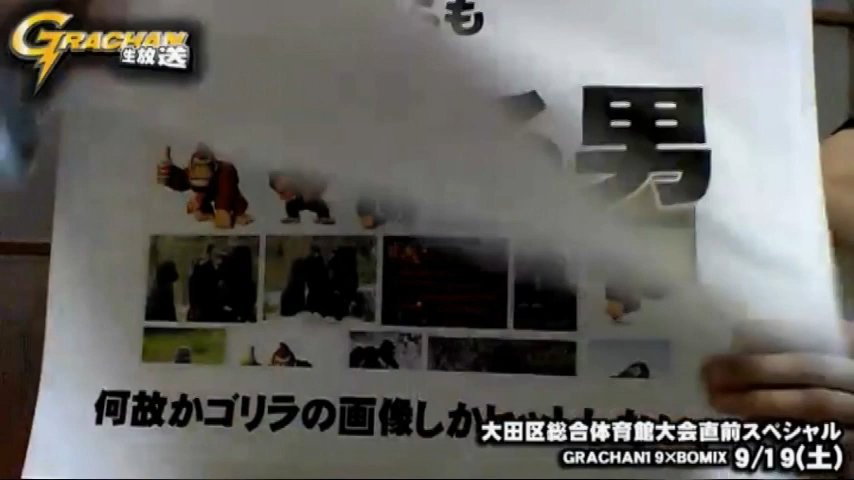 GRACHAN
生放送
も
男
何故かゴリラの画像しか
大田区総合体育館大会直前スペシャル
GRACHAN19×BOMIX 9/19(土)